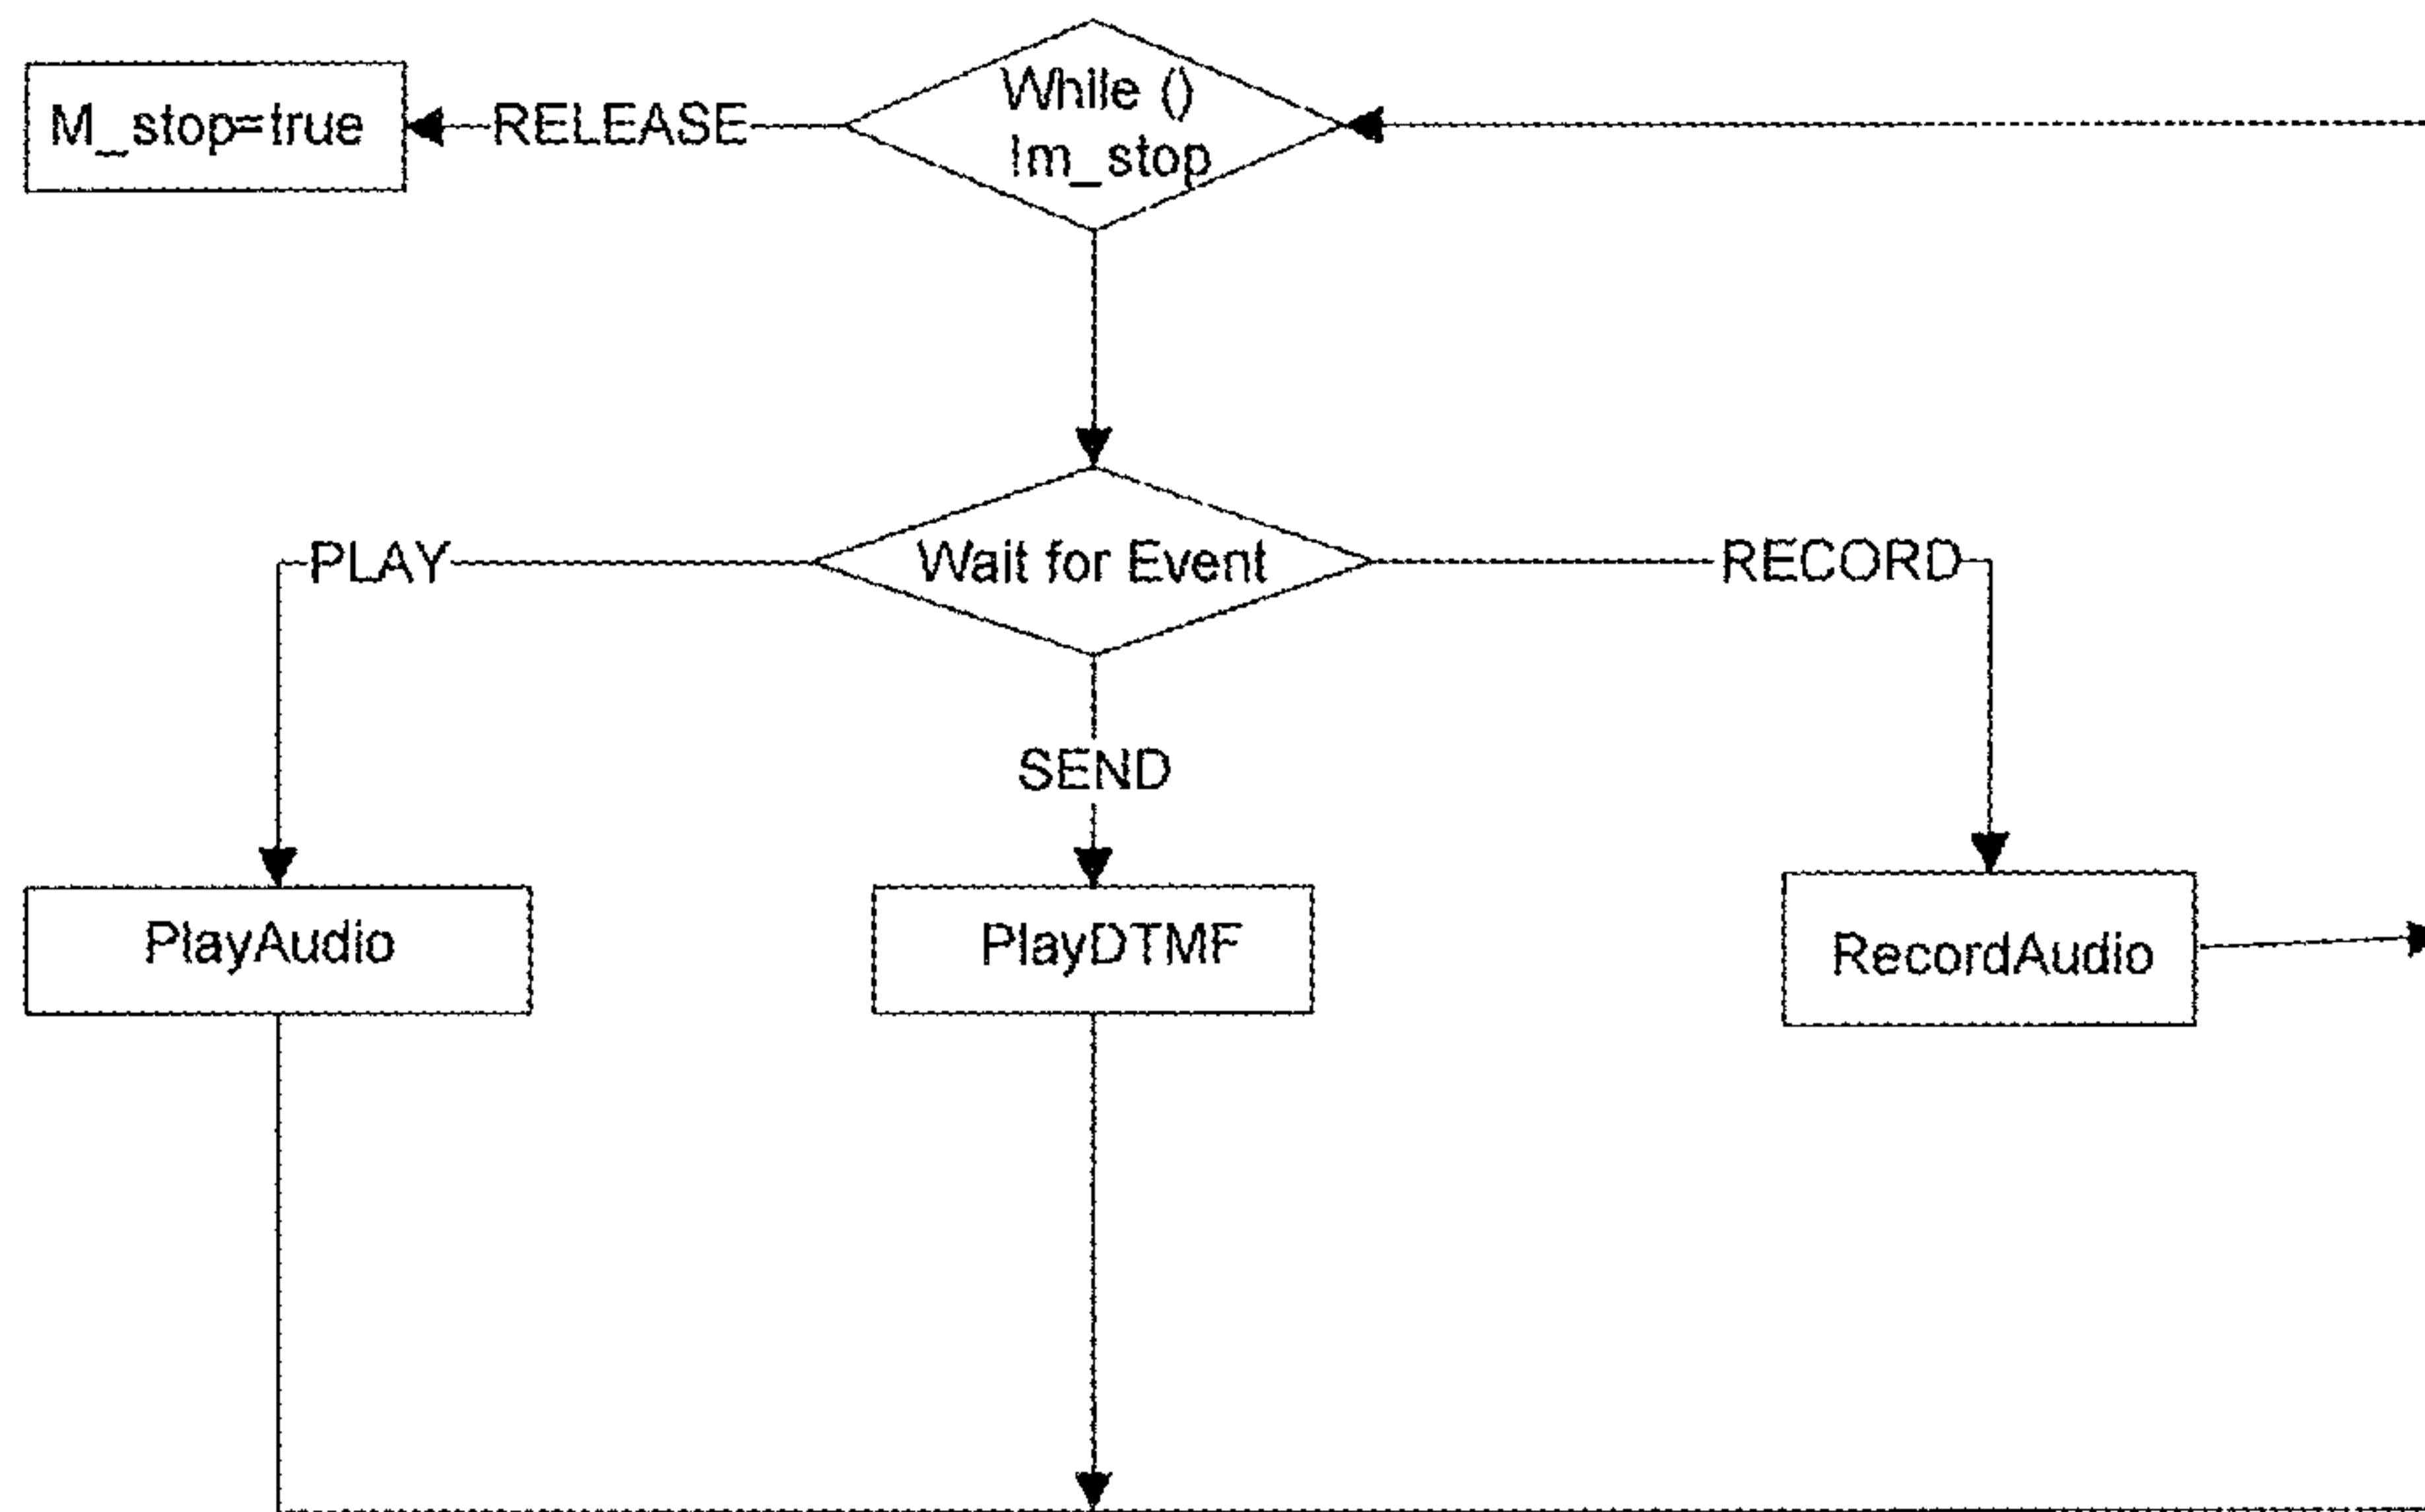 While ()
!m_stop
RELEASE
M_stop=true
Wait for Event
PLAY
RECORD
SEND
PlayAudio
PlayDTMF
RecordAudio